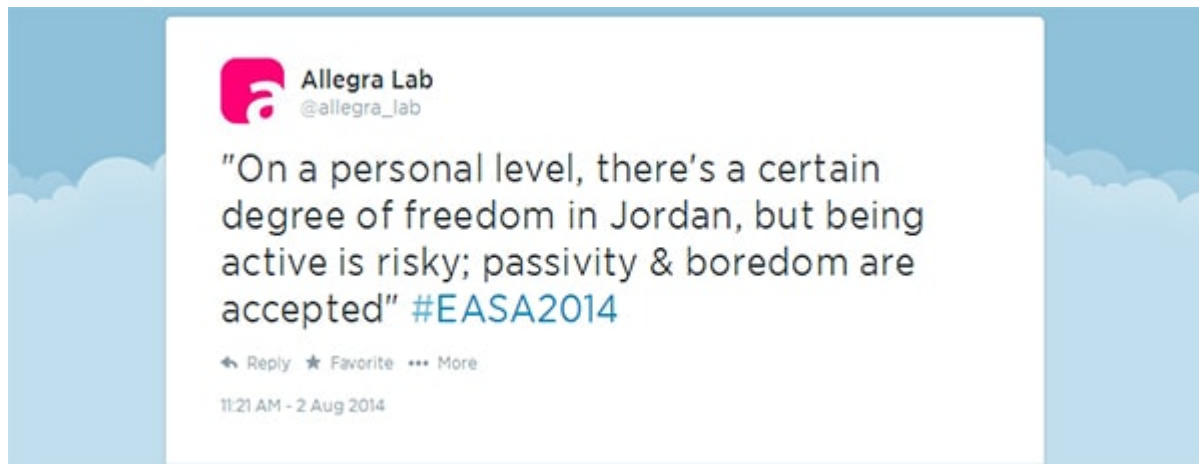 Allegra Lab
@allegra_lab
"On a personal level, there's a certain
degree of freedom in Jordan, but being
active is risky; passivity & boredom are
accepted" #EASA2014
Reply Favorite More
11:21 AM - 2 Aug 2014